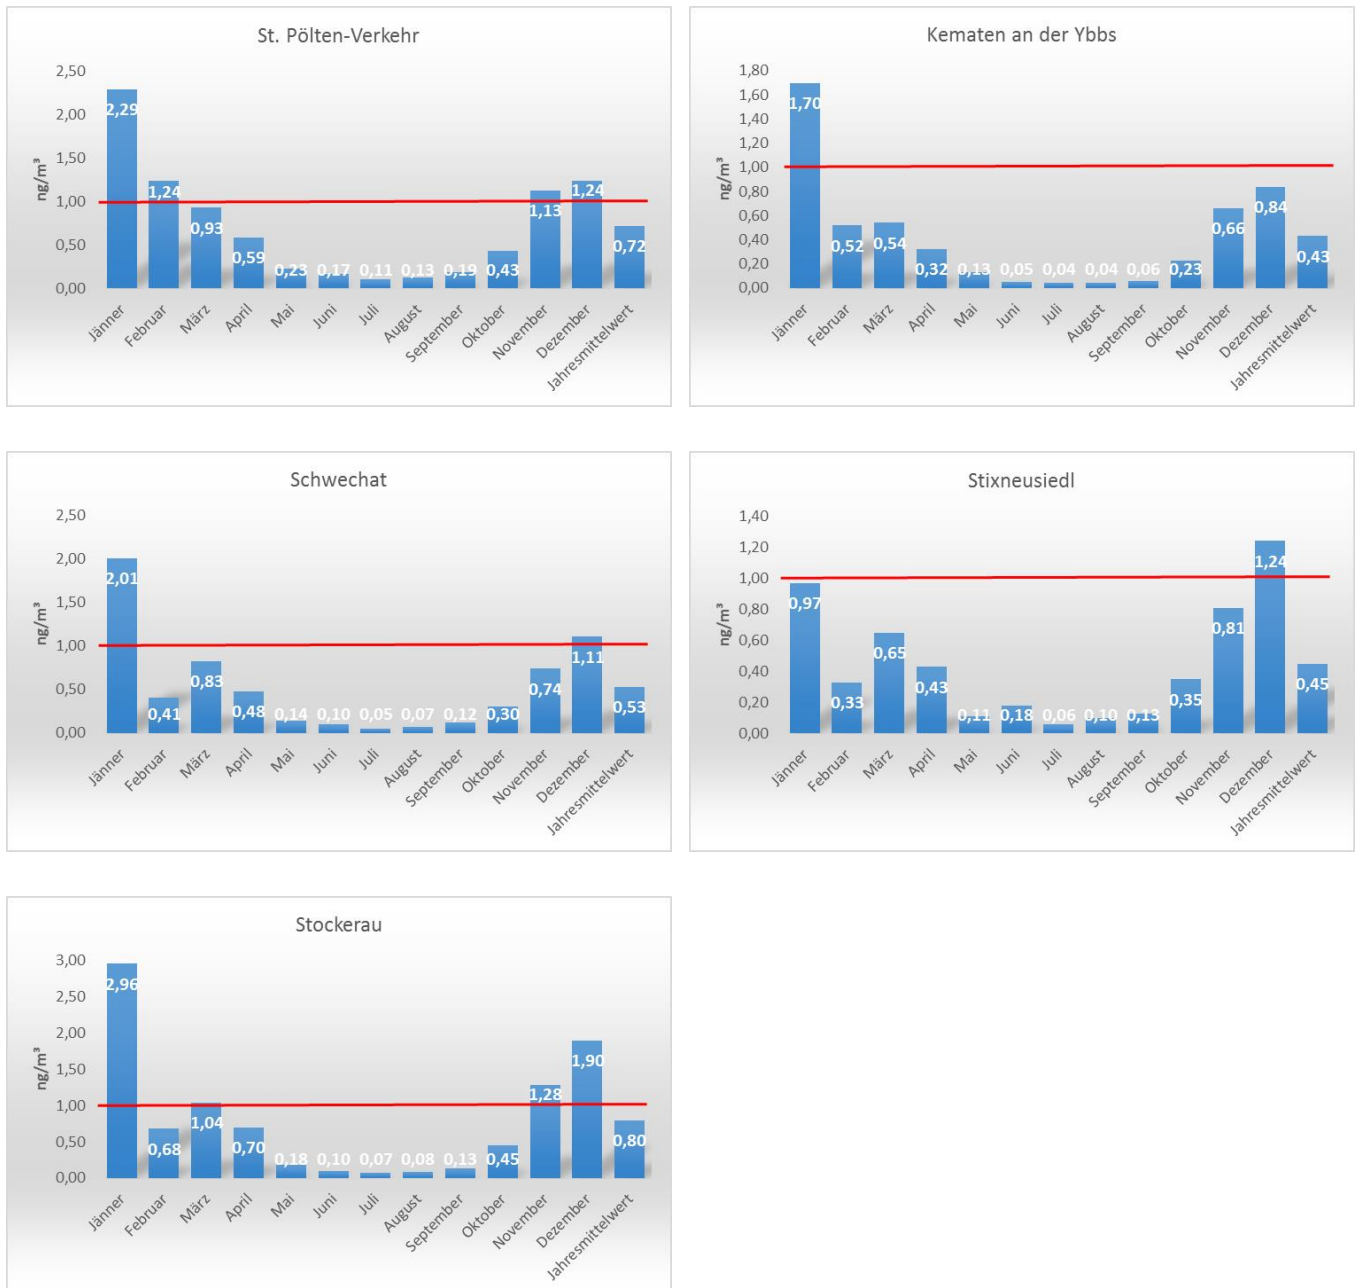 St. Pölten-Verkehr
ng/m³
2,50
2,00
1,50
1,00
0,50
0,00
2,29
1,24
0,93
0,59
0,23
0,17
0,11
0,13
0,19
0,43
1,13
1,24
0,72
Jänner
Februar
März
April
Mai
Juni
Juli
August
September
Oktober
November
Dezember
Jahresmittelwert
Kematen an der Ybbs
ng/m³
1,80
1,60
1,40
1,20
1,00
0,80
0,60
0,40
0,20
0,00
1,70
0,52
0,54
0,32
0,13
0,05
0,04
0,04
0,06
0,23
0,66
0,84
0,43
Jänner
Februar
März
April
Mai
Juni
Juli
August
September
Oktober
November
Dezember
Jahresmittelwert
Schwechat
ng/m³
2,50
2,00
1,50
1,00
0,50
0,00
2,01
0,41
0,83
0,48
0,14
0,10
0,05
0,07
0,12
0,30
0,74
1,11
0,53
Jänner
Februar
März
April
Mai
Juni
Juli
August
September
Oktober
November
Dezember
Jahresmittelwert
Stixneusiedl
ng/m³
1,40
1,20
1,00
0,80
0,60
0,40
0,20
0,00
0,97
0,33
0,65
0,43
0,11
0,18
0,06
0,10
0,13
0,35
0,81
1,24
0,45
Jänner
Februar
März
April
Mai
Juni
Juli
August
September
Oktober
November
Dezember
Jahresmittelwert
Stockerau
ng/m³
3,00
2,50
2,00
1,50
1,00
0,50
0,00
2,96
0,68
1,04
0,70
0,18
0,10
0,07
0,08
0,13
0,45
1,28
1,90
0,80
Jänner
Februar
März
April
Mai
Juni
Juli
August
September
Oktober
November
Dezember
Jahresmittelwert